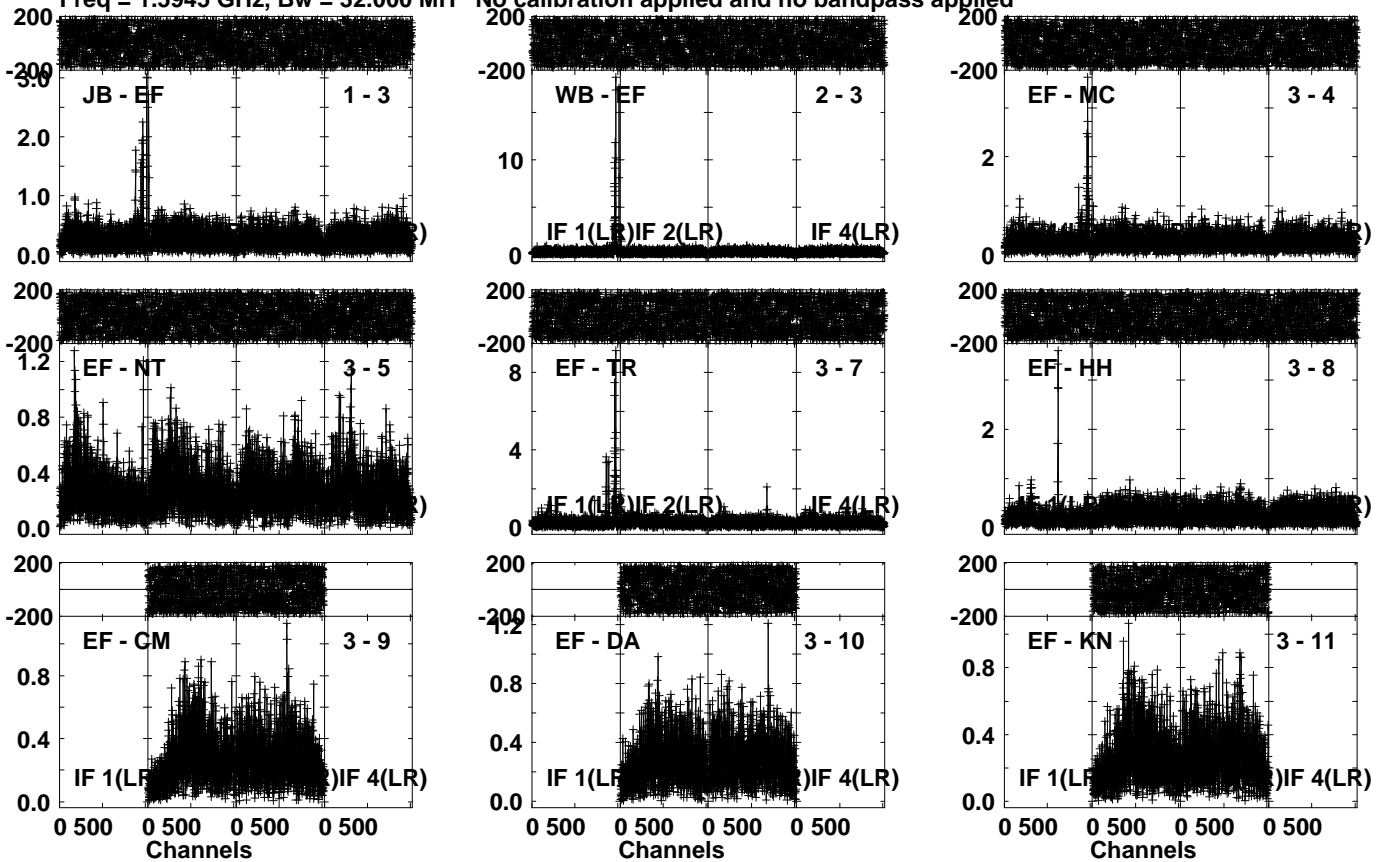 Freq = 1.5945 GHz, Bw = 32.000 MH No calibration applied and no bandpass applied
200 200 200
-200 -200 -200
3.0
JB - EF 1 - 3 WB - EF 2 - 3 EF - MC 3 - 4
2.0 10 2
1.0
IF 1(LR) IF 2(LR) IF 4(LR)
0.0 0 0
200 200 200
-200 -200 -200
1.2 8
EF - NT 3 - 5 EF - TR 3 - 7 EF - HH 3 - 8
0.8 2
0.4 4
IF 1(LR) IF 2(LR) IF 4(LR)
0.0 0 0
200 200 200
-200 -200 -200
1.2
EF - CM 3 - 9 EF - DA 3 - 10 EF - KN 3 - 11
0.8 0.8 0.8
0.4 0.4 0.4
IF 1(LR )IF 4(LR) IF 1(LR )IF 4(LR) IF 1(LR )IF 4(LR)
0.0 0.0 0.0
0 500 0 500 0 500 0 500 0 500 0 500 0 500 0 500 0 500 0 500 0 500 0 500
Channels Channels Channels